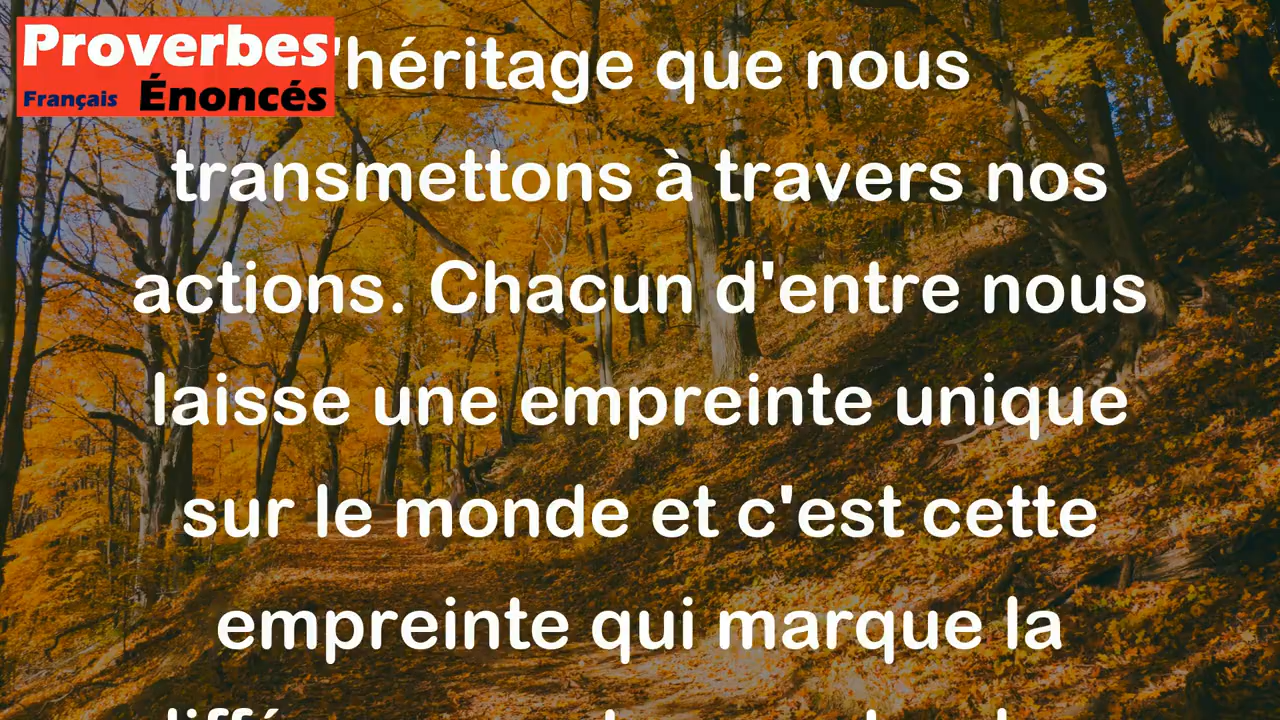 Proverbes
Français Énoncés
'héritage que nous
transmettons à travers nos
actions. Chacun d'entre nous
laisse une empreinte unique
sur le monde et c'est cette
empreinte qui marque la